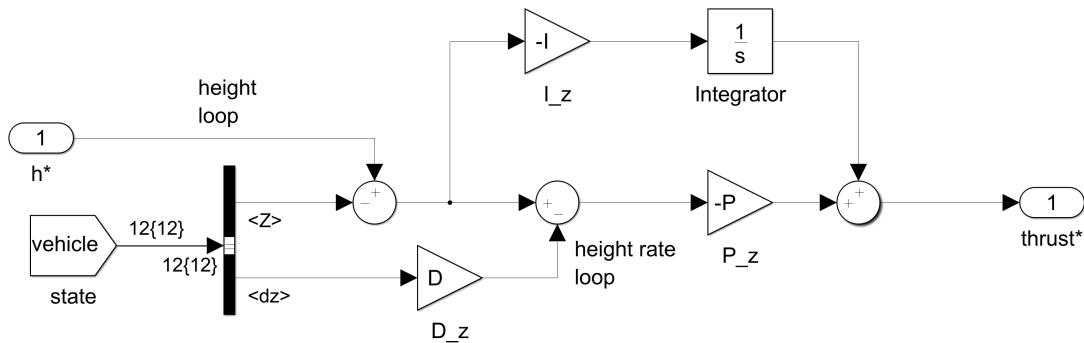 -I
1
s
I_z
Integrator
height
loop
1
h*
+
−
<Z>
+
−
-P
P_z
+
+
1
thrust*
vehicle
state
12{12}
12{12}
<dz>
D
D_z
height rate
loop